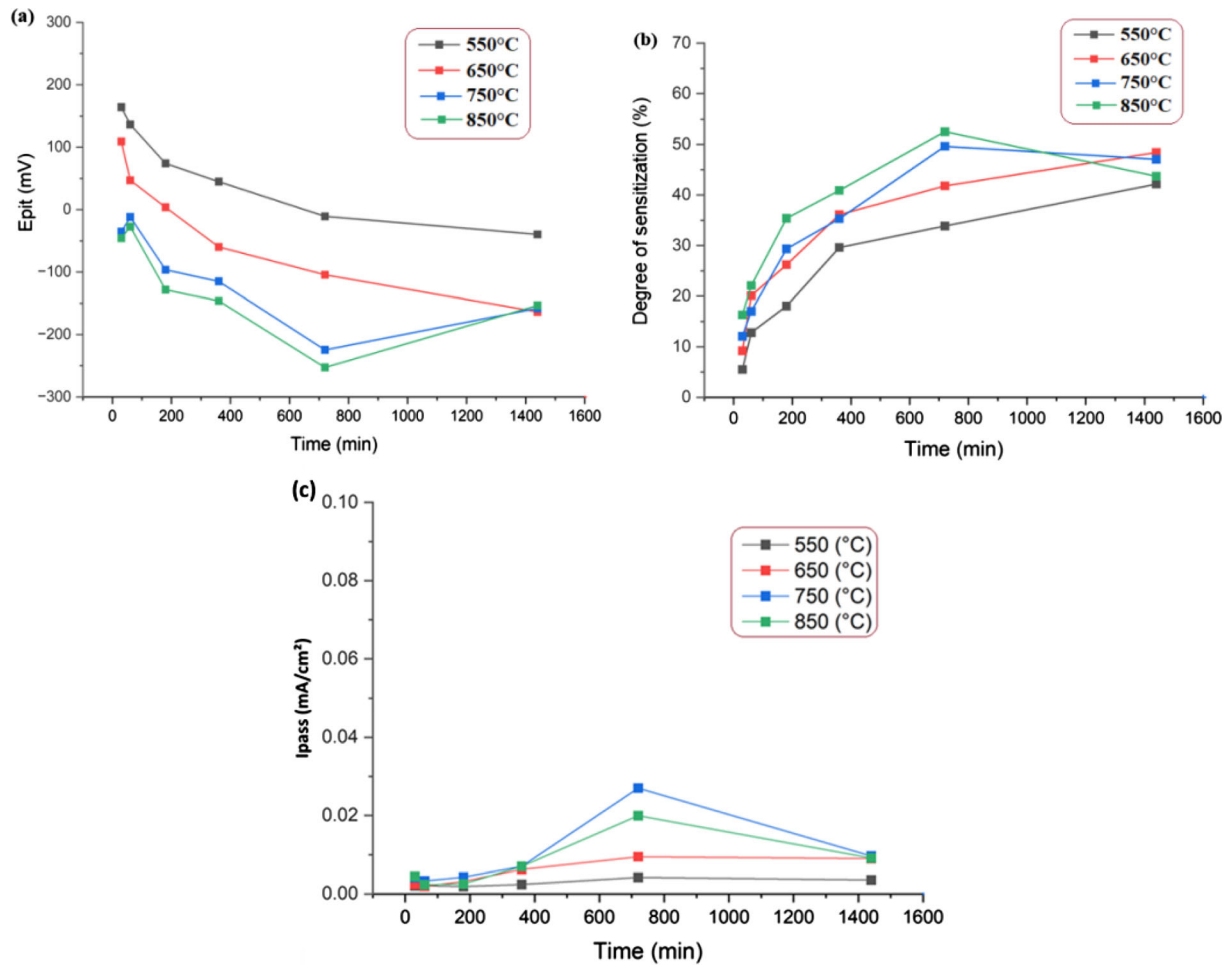 (a)
300
200
100
0
−100
−200
−300
Epit (mV)
550°C
650°C
750°C
850°C
0 200 400 600 800 1000 1200 1400 1600
Time (min)
(b)
70
60
50
40
30
20
10
0
Degree of sensitization (%)
550°C
650°C
750°C
850°C
0 200 400 600 800 1000 1200 1400 1600
Time (min)
(c)
0.10
0.08
0.06
0.04
0.02
0.00
Ipass (mA/cm²)
550 (°C)
650 (°C)
750 (°C)
850 (°C)
0 200 400 600 800 1000 1200 1400 1600
Time (min)